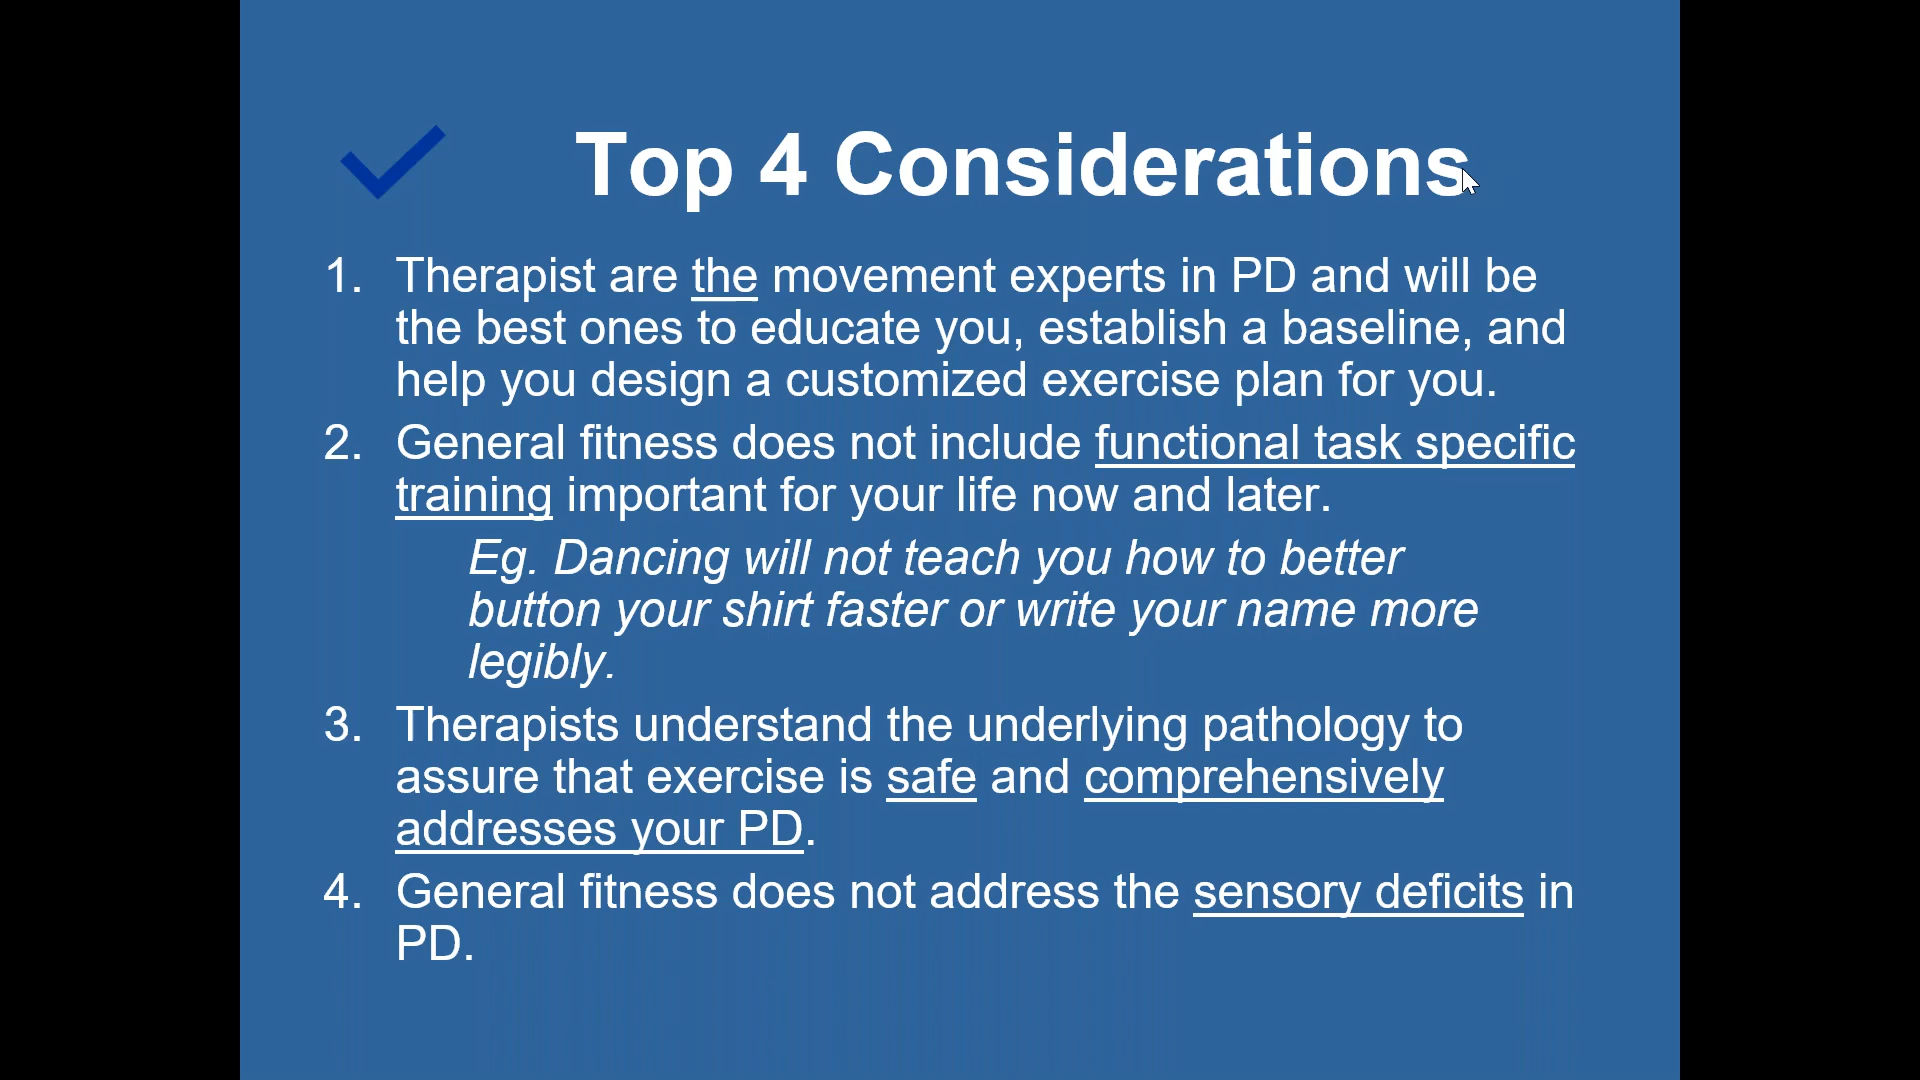 Top 4 Considerations
1. Therapist are the movement experts in PD and will be
the best ones to educate you, establish a baseline, and
help you design a customized exercise plan for you.
2. General fitness does not include functional task specific
training important for your life now and later.
Eg. Dancing will not teach you how to better
button your shirt faster or write your name more
legibly.
3. Therapists understand the underlying pathology to
assure that exercise is safe and comprehensively
addresses your PD.
4. General fitness does not address the sensory deficits in
PD.